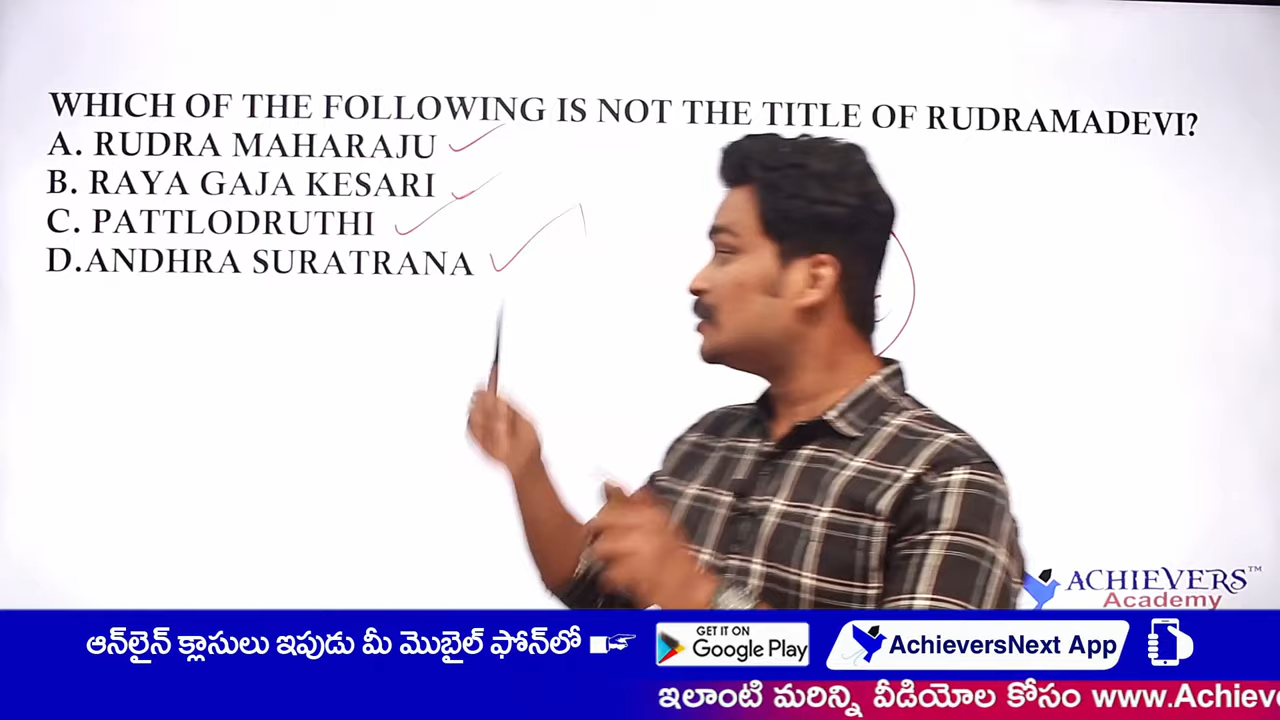 WHICH OF THE FOLLOWING IS NOT THE TITLE OF RUDRAMADEVI?
A. RUDRA MAHARAJU
B. RAYA GAJA KESARI
C. PATTLODRUTHI
D.ANDHRA SURATRANA
ACHIEVERS™
Academy
ఆన్‌లైన్ క్లాసులు ఇపుడు మీ మొబైల్ ఫోన్‌లో GET IT ON Google Play AchieversNext App
ఇలాంటి మరిన్ని వీడియోల కోసం www.Achieve